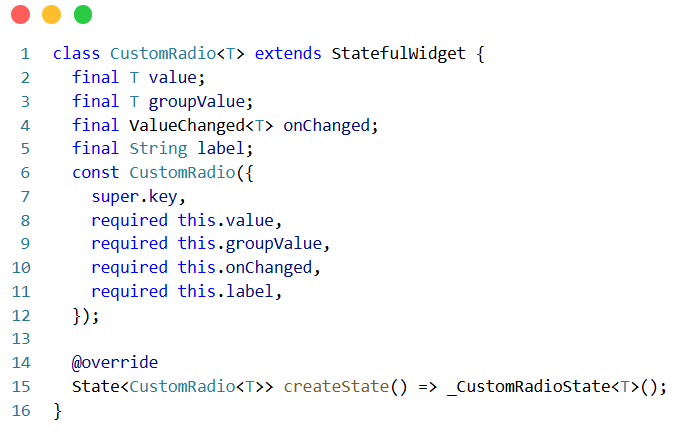 1 class CustomRadio<T> extends StatefulWidget {
2   final T value;
3   final T groupValue;
4   final ValueChanged<T> onChanged;
5   final String label;
6   const CustomRadio({
7     super.key,
8     required this.value,
9     required this.groupValue,
10     required this.onChanged,
11     required this.label,
12   });
13
14   @override
15   State<CustomRadio<T>> createState() => _CustomRadioState<T>();
16 }